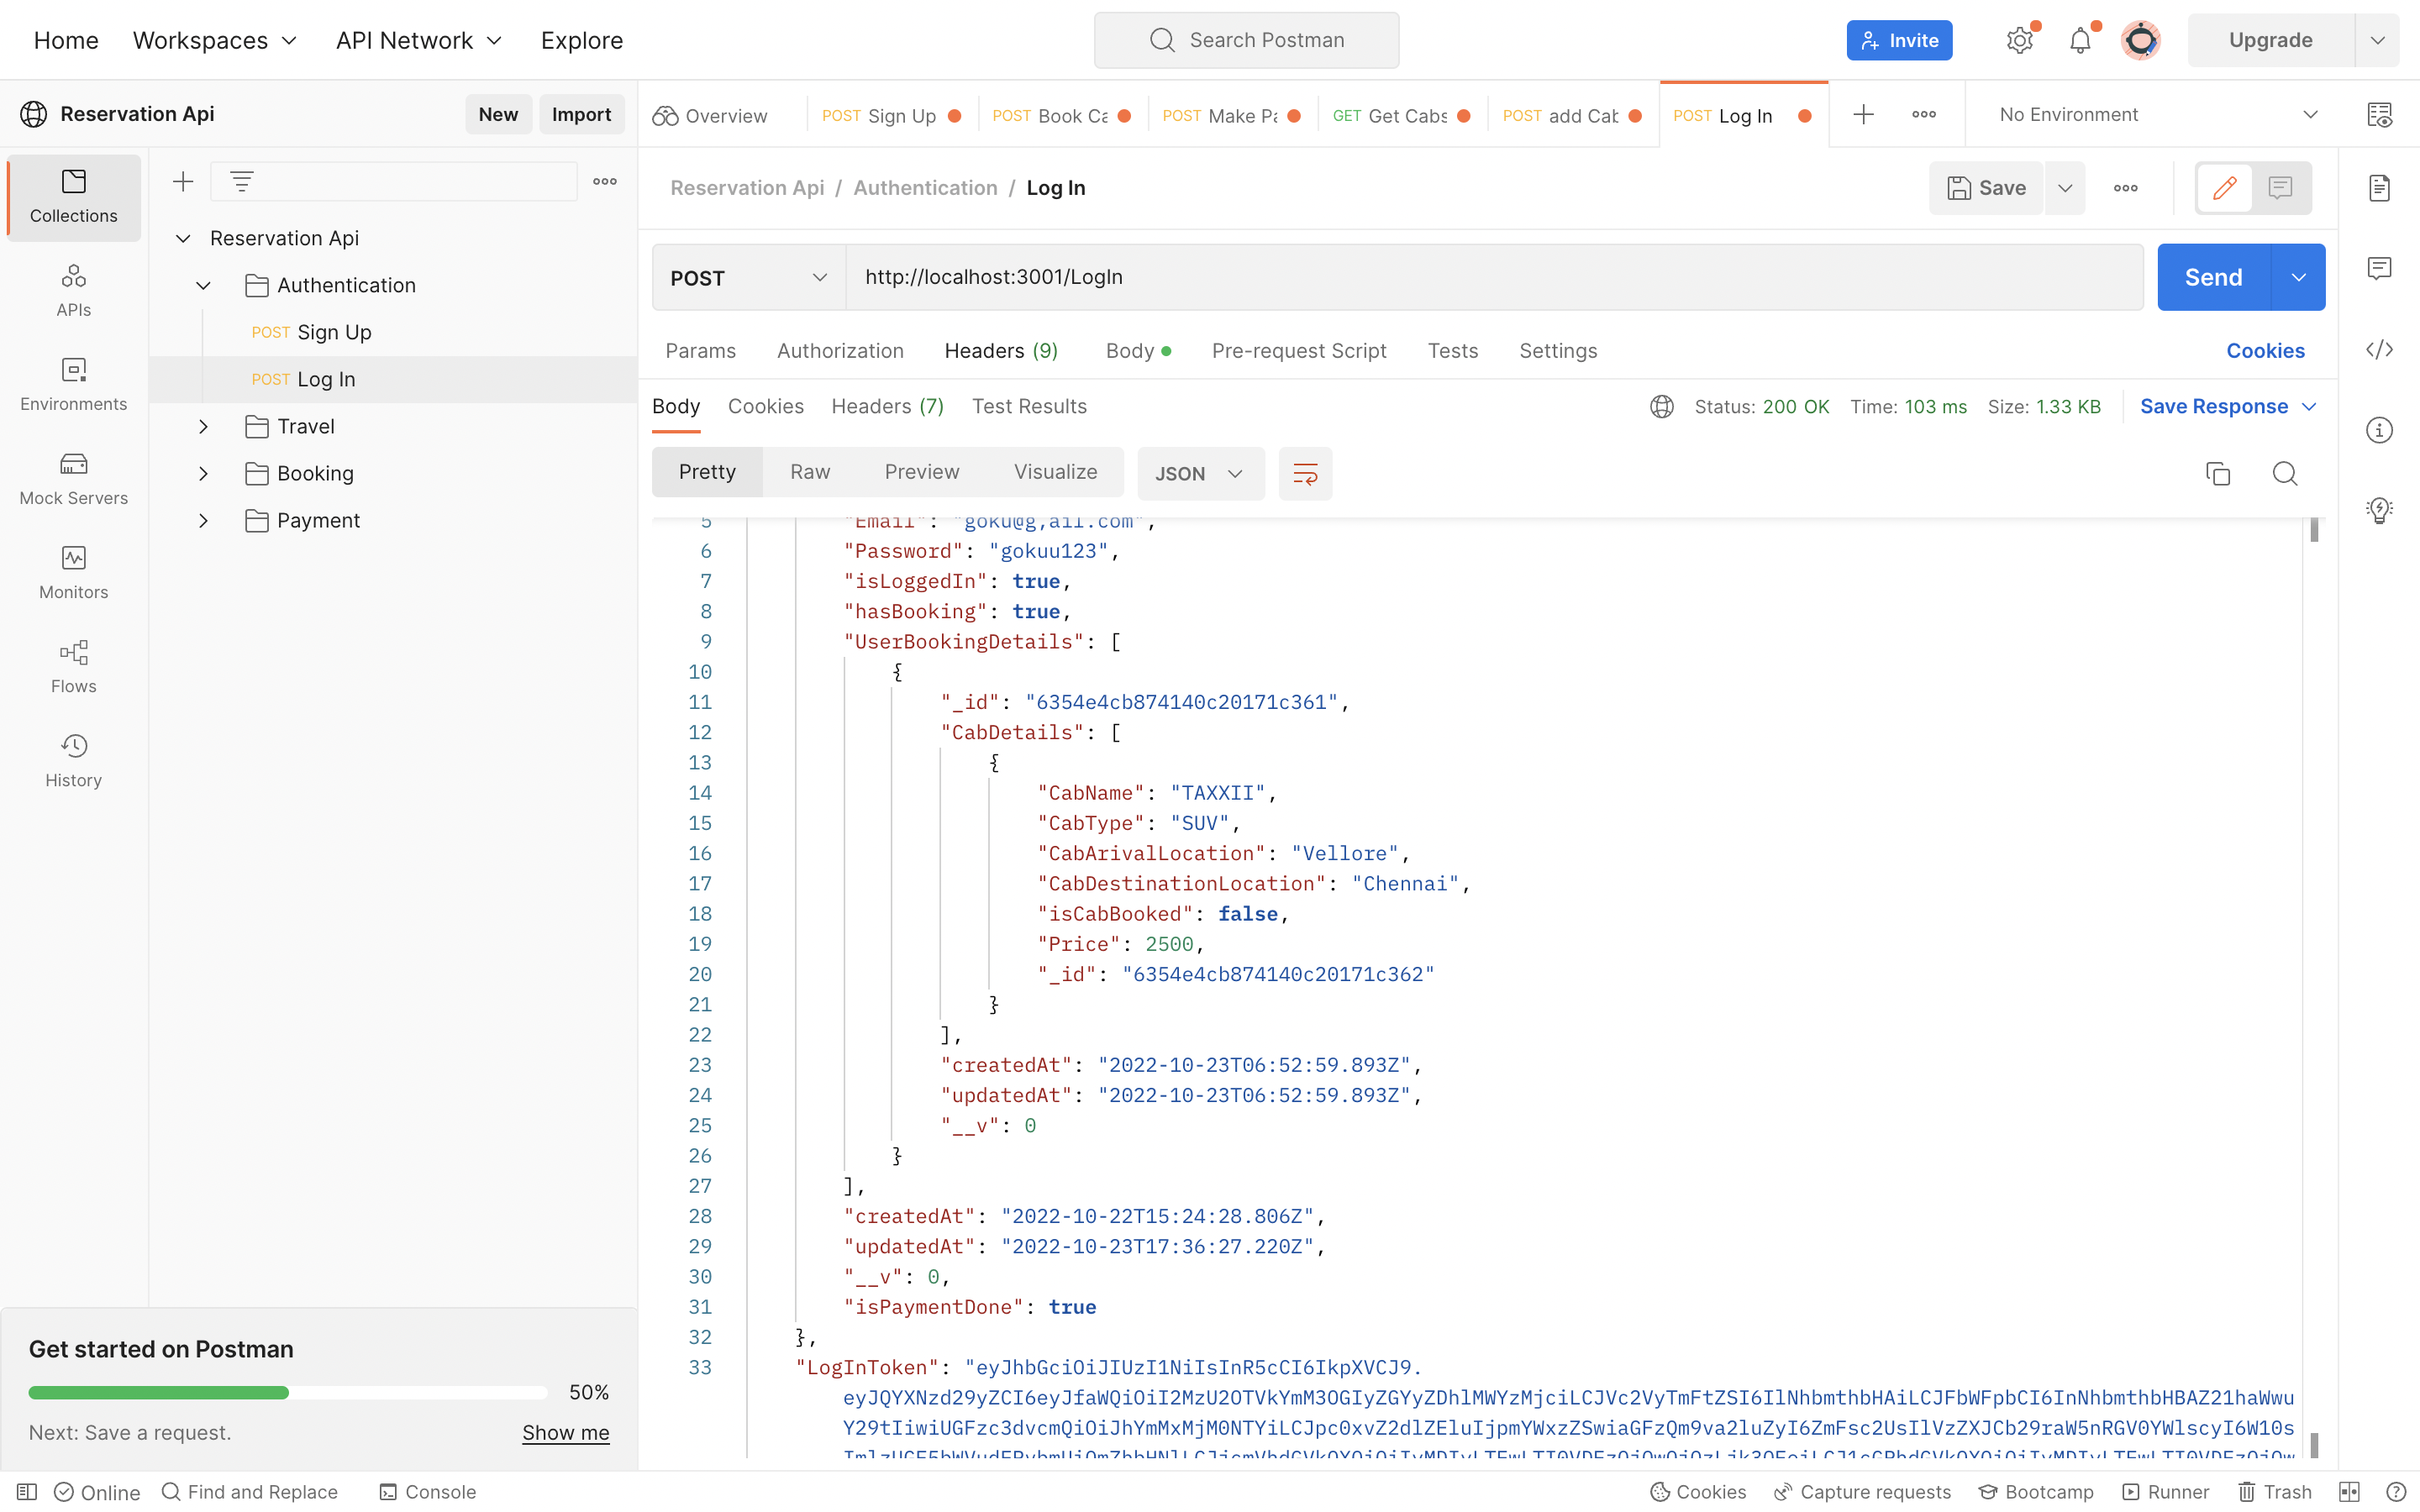 Home Workspaces API Network Explore Search Postman Invite Upgrade
Reservation Api New Import
Overview POST Sign Up POST Book Ca POST Make Pa GET Get Cabs POST add Cab POST Log In No Environment
Collections
APIs
Environments
Mock Servers
Monitors
Flows
History
Reservation Api
Authentication
POST Sign Up
POST Log In
Travel
Booking
Payment
Reservation Api / Authentication / Log In Save
POST http://localhost:3001/LogIn Send
Params Authorization Headers (9) Body Pre-request Script Tests Settings Cookies
Body Cookies Headers (7) Test Results Status: 200 OK Time: 103 ms Size: 1.33 KB Save Response
Pretty Raw Preview Visualize JSON
5 "Email": "goku@g,ail.com",
6 "Password": "gokuu123",
7 "isLoggedIn": true,
8 "hasBooking": true,
9 "UserBookingDetails": [
10 {
11 "_id": "6354e4cb874140c20171c361",
12 "CabDetails": [
13 {
14 "CabName": "TAXXII",
15 "CabType": "SUV",
16 "CabArivalLocation": "Vellore",
17 "CabDestinationLocation": "Chennai",
18 "isCabBooked": false,
19 "Price": 2500,
20 "_id": "6354e4cb874140c20171c362"
21 }
22 ],
23 "createdAt": "2022-10-23T06:52:59.893Z",
24 "updatedAt": "2022-10-23T06:52:59.893Z",
25 "__v": 0
26 }
27 ],
28 "createdAt": "2022-10-22T15:24:28.806Z",
29 "updatedAt": "2022-10-23T17:36:27.220Z",
30 "__v": 0,
31 "isPaymentDone": true
32 },
33 "LogInToken": "eyJhbGciOiJIUzI1NiIsInR5cCI6IkpXVCJ9.
eyJQYXNzd29yZCI6eyJfaWQiOiI2MzU2OTVkYmM3OGIyZGYyZDhlMWYzMjciLCJVc2VyTmFtZSI6IlNhbmthbHAiLCJFbWFpbCI6InNhbmthbHBAZ21haWwu
Y29tIiwiUGFzc3dvcmQiOiJhYmMxMjM0NTYiLCJpc0xvZ2dlZEluIjpmYWxzZSwiaGFzQm9va2luZyI6ZmFsc2UsIlVzZXJCb29raW5nRGV0YWlscyI6W10s
Get started on Postman
50%
Next: Save a request. Show me
Online Find and Replace Console Cookies Capture requests Bootcamp Runner Trash